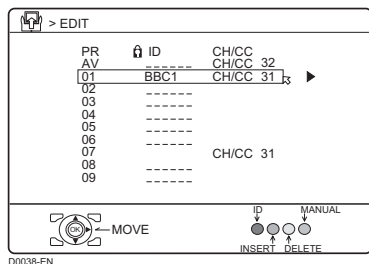 > EDIT
PR ID CH/CC
AV _ _ _ _ _ _ CH/CC 32
01 BBC1 CH/CC 31
02 _ _ _ _ _ _
03 _ _ _ _ _ _
04 _ _ _ _ _ _
05 _ _ _ _ _ _
06 _ _ _ _ _ _
07 CH/CC 31
08 _ _ _ _ _ _
09 _ _ _ _ _ _
ID MANUAL
OK MOVE
INSERT DELETE
D0038-EN